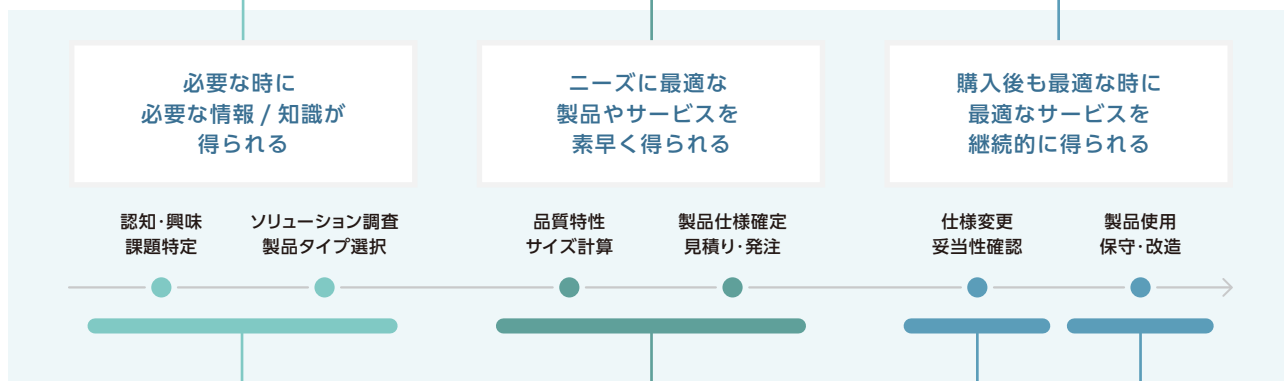 必要な時に
必要な情報 / 知識が
得られる
ニーズに最適な
製品やサービスを
素早く得られる
購入後も最適な時に
最適なサービスを
継続的に得られる
認知・興味
課題特定
ソリューション調査
製品タイプ選択
品質特性
サイズ計算
製品仕様確定
見積り・発注
仕様変更
妥当性確認
製品使用
保守・改造